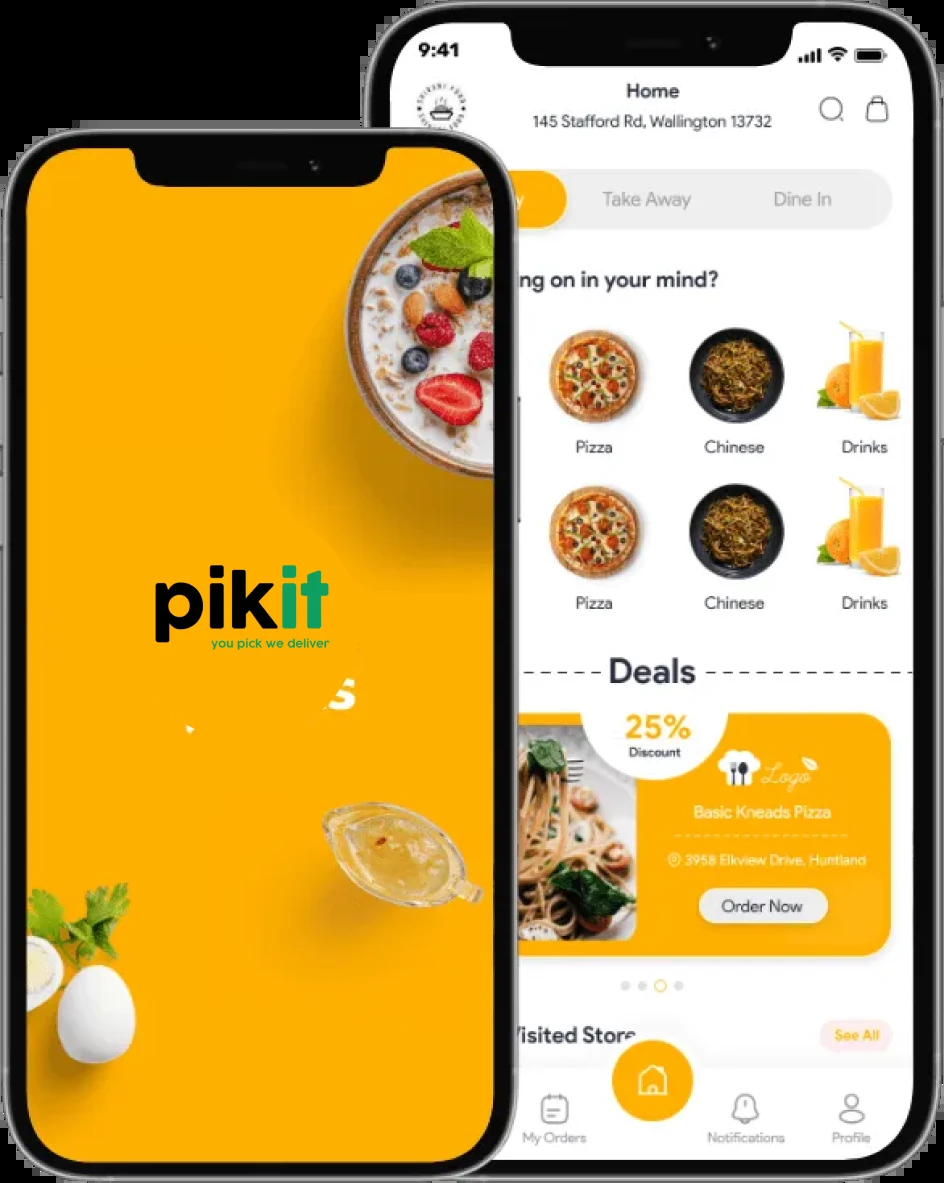 pikit
you pick we deliver
s
9:41
Home
145 Stafford Rd, Wallington 13732
y
Take Away
Dine In
ng on in your mind?
Pizza
Chinese
Drinks
Pizza
Chinese
Drinks
Deals
25%
Discount
Logo
Basic Kneads Pizza
3958 Elkview Drive, Huntland
Order Now
isited Store
See All
My Orders
Notifications
Profile